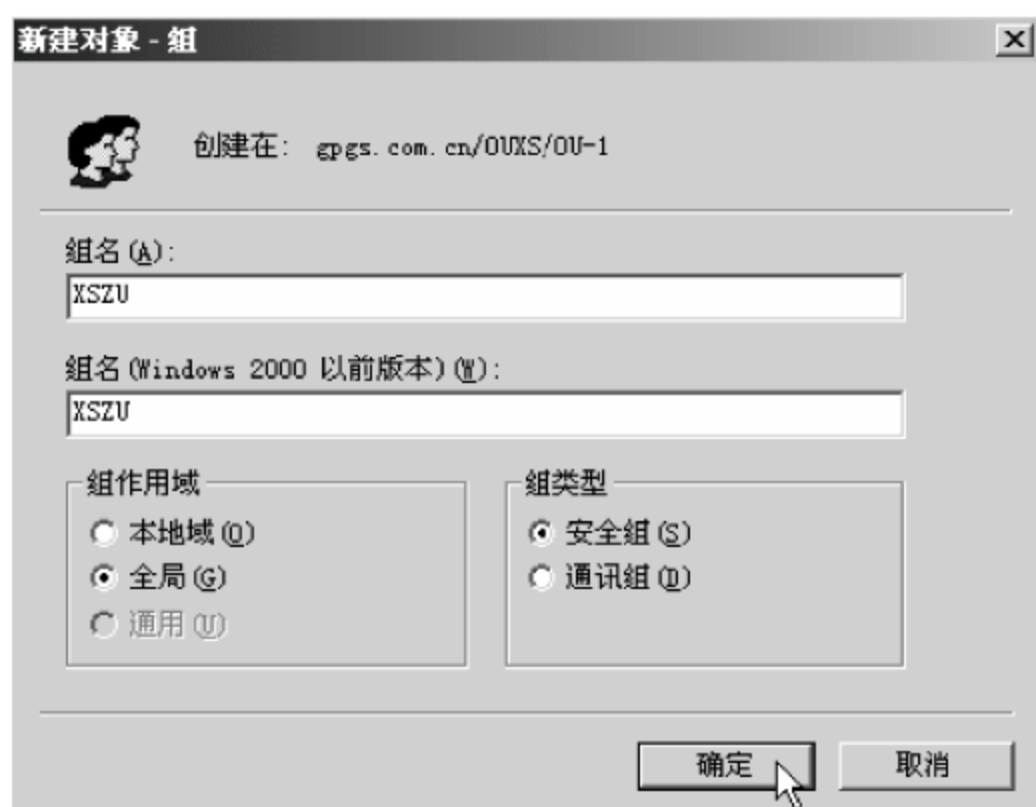 新建对象 - 组
创建在: gpgs.com.cn/OUXS/OU-1
组名(A):
XSZU
组名(Windows 2000 以前版本)(W):
XSZU
组作用域
本地域(O)
全局(G)
通用(U)
组类型
安全组(S)
通讯组(D)
确定
取消